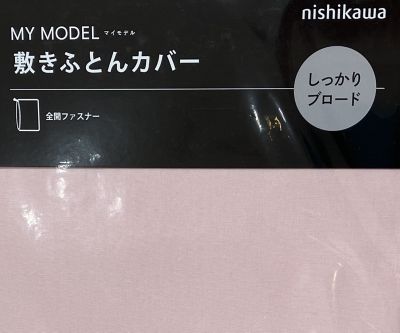 nishikawa
MY MODEL マイモデル
敷きふとんカバー
しっかり
ブロード
全開ファスナー